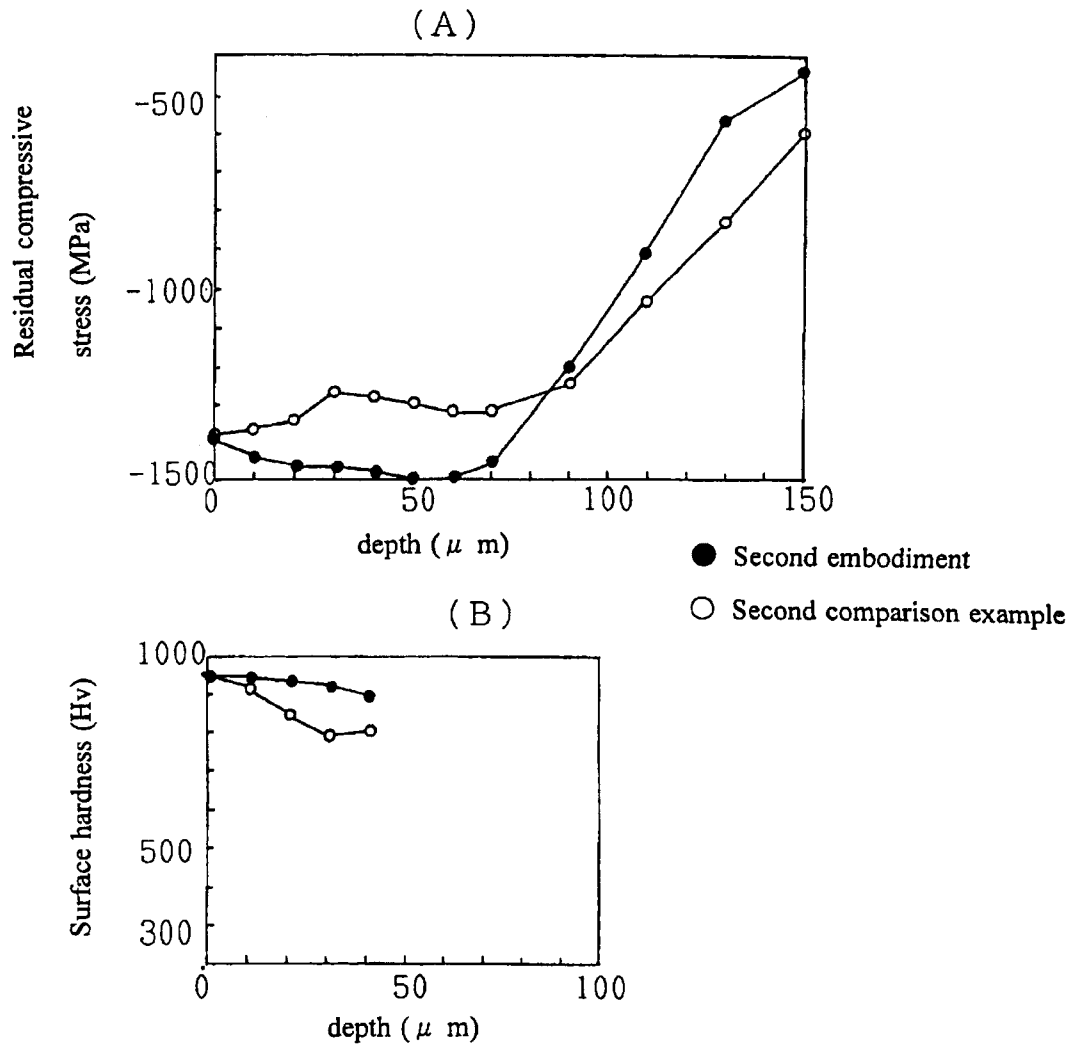 (A)
Residual compressive
stress (MPa)
-500
-1000
-1500
0 50 100 150
depth (μ m)
● Second embodiment
○ Second comparison example
(B)
Surface hardness (Hv)
1000
500
300
0 50 100
depth (μ m)